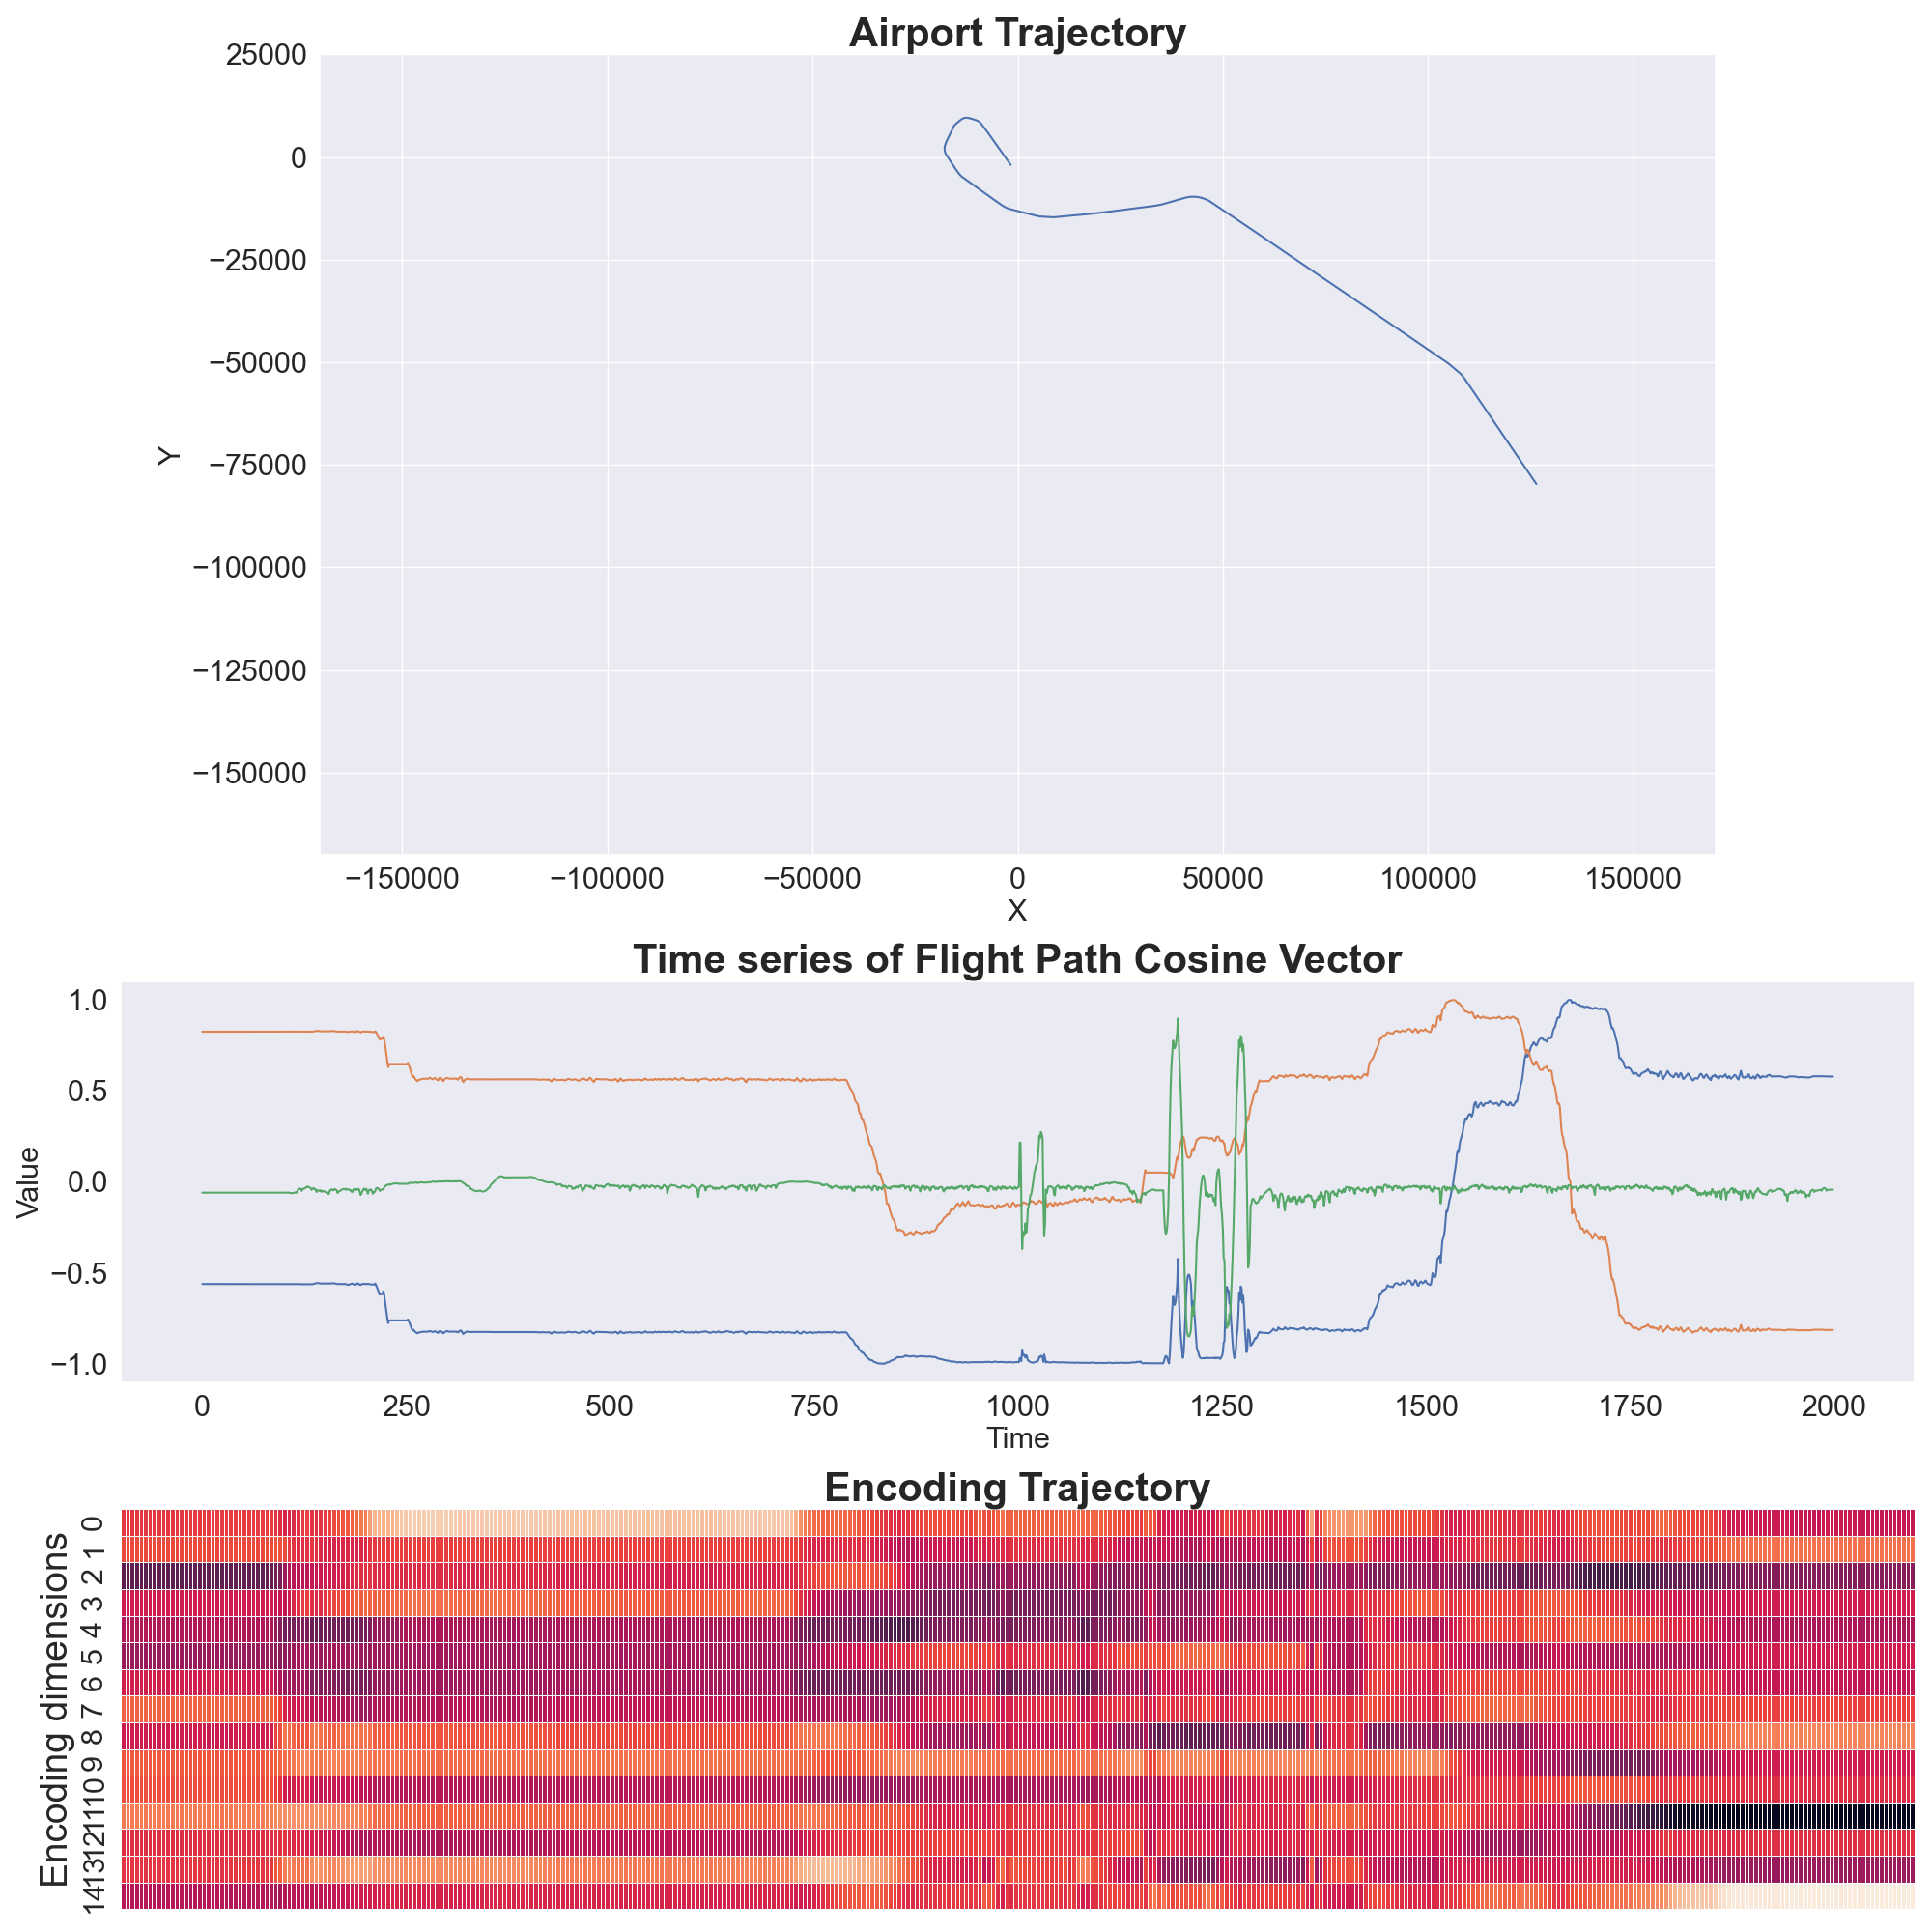 Airport Trajectory
25000
0
−25000
−50000
−75000
−100000
−125000
−150000
Y
−150000 −100000 −50000 0 50000 100000 150000
X
Time series of Flight Path Cosine Vector
1.0
0.5
0.0
−0.5
−1.0
Value
0 250 500 750 1000 1250 1500 1750 2000
Time
Encoding Trajectory
Encoding dimensions
0
1
2
3
4
5
6
7
8
9
10
11
12
13
14